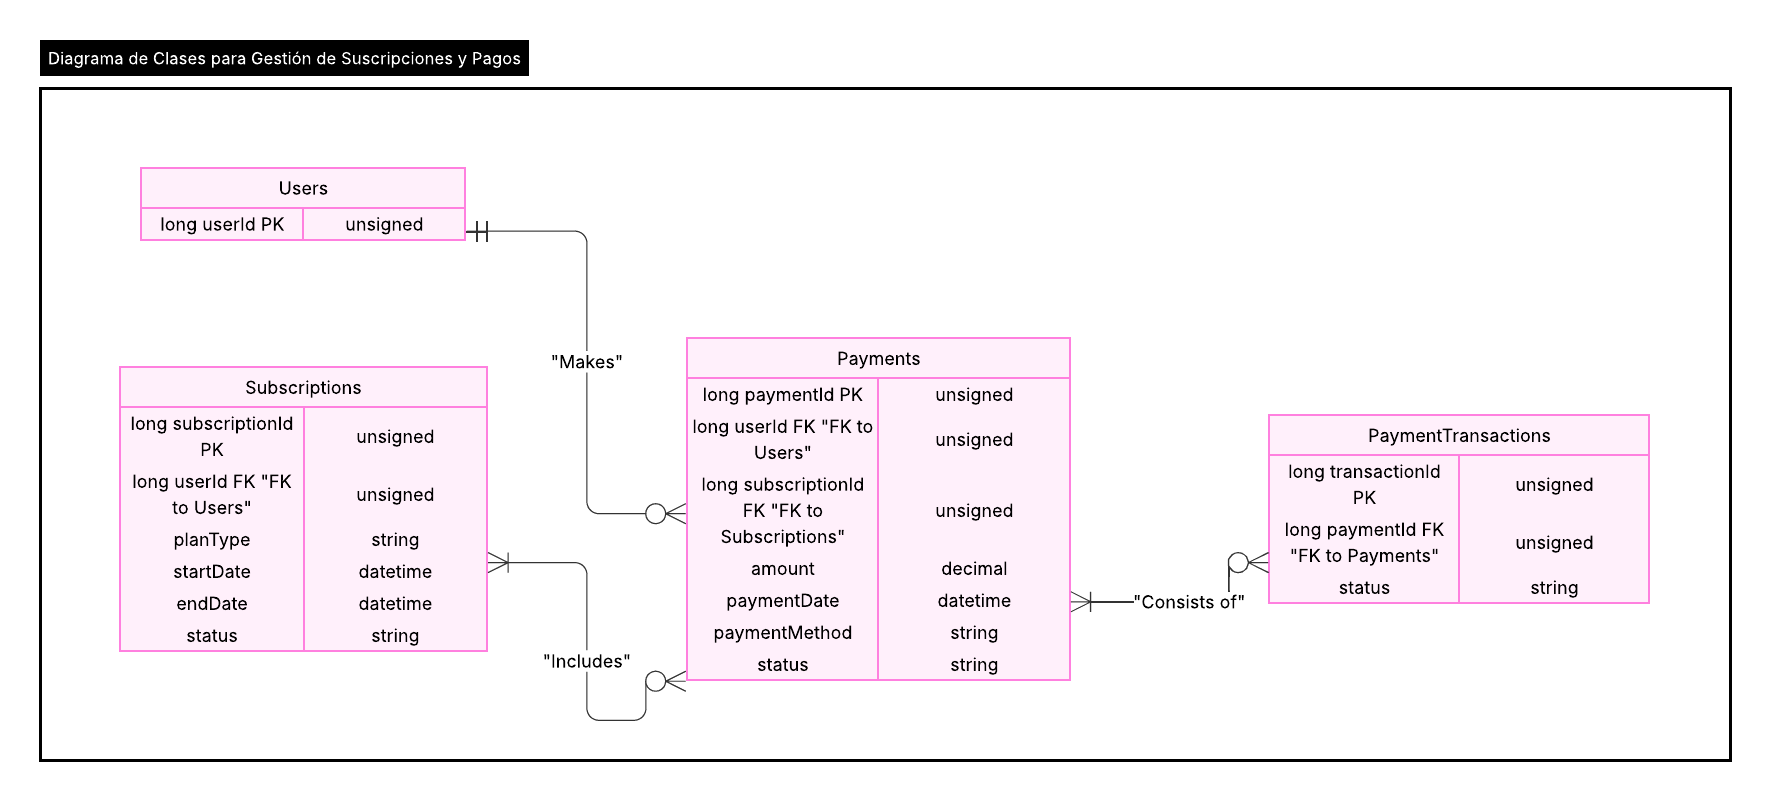 Diagrama de Clases para Gestión de Suscripciones y Pagos
Users
long userId PK unsigned
"Makes"
Subscriptions
long subscriptionId
PK
unsigned
long userId FK "FK
to Users"
unsigned
planType string
startDate datetime
endDate datetime
status string
"Includes"
Payments
long paymentId PK unsigned
long userId FK "FK to
Users"
unsigned
long subscriptionId
FK "FK to
Subscriptions"
unsigned
amount decimal
paymentDate datetime
paymentMethod string
status string
"Consists of"
PaymentTransactions
long transactionId
PK
unsigned
long paymentId FK
"FK to Payments"
unsigned
status string